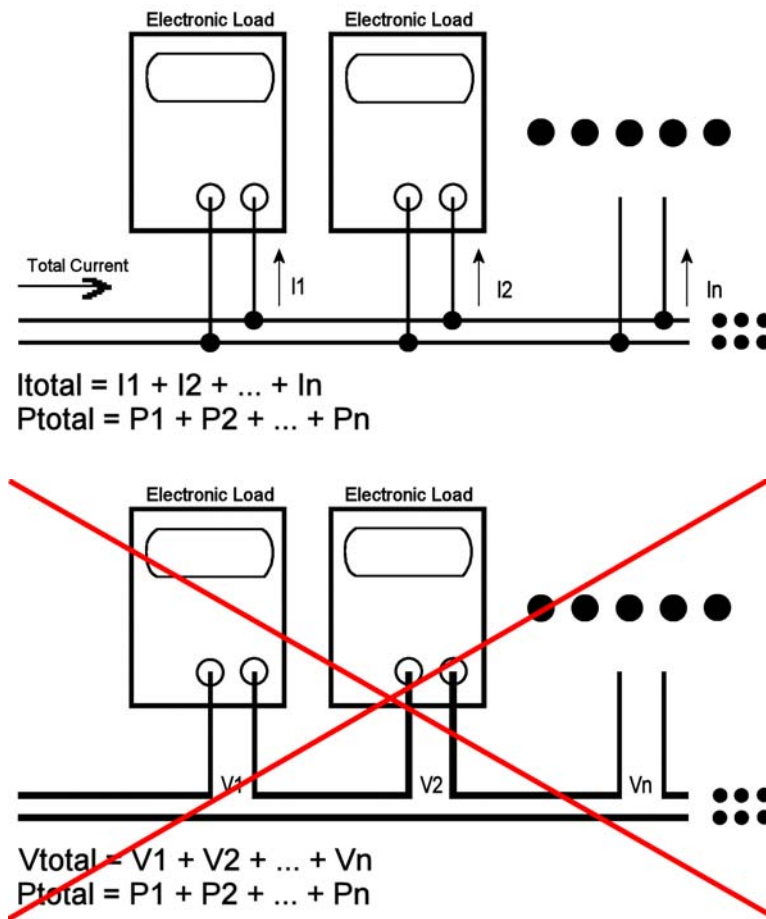 Electronic Load Electronic Load
Total Current
I1 I2 In
Itotal = I1 + I2 + ... + In
Ptotal = P1 + P2 + ... + Pn
Electronic Load Electronic Load
V1 V2 Vn
Vtotal = V1 + V2 + ... + Vn
Ptotal = P1 + P2 + ... + Pn